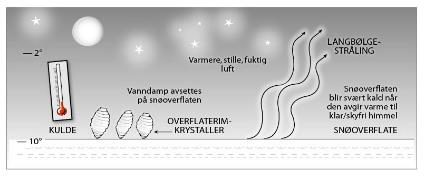 — 2°
LANGBØLGE-
STRÅLING
Varmere, stille, fuktig
luft
Vanndamp avsettes
på snøoverflaten
Snøoverflaten
blir svært kald når
den avgir varme til
klar/skyfri himmel
KULDE
OVERFLATERIM-
KRYSTALLER
SNØOVERFLATE
— 10°